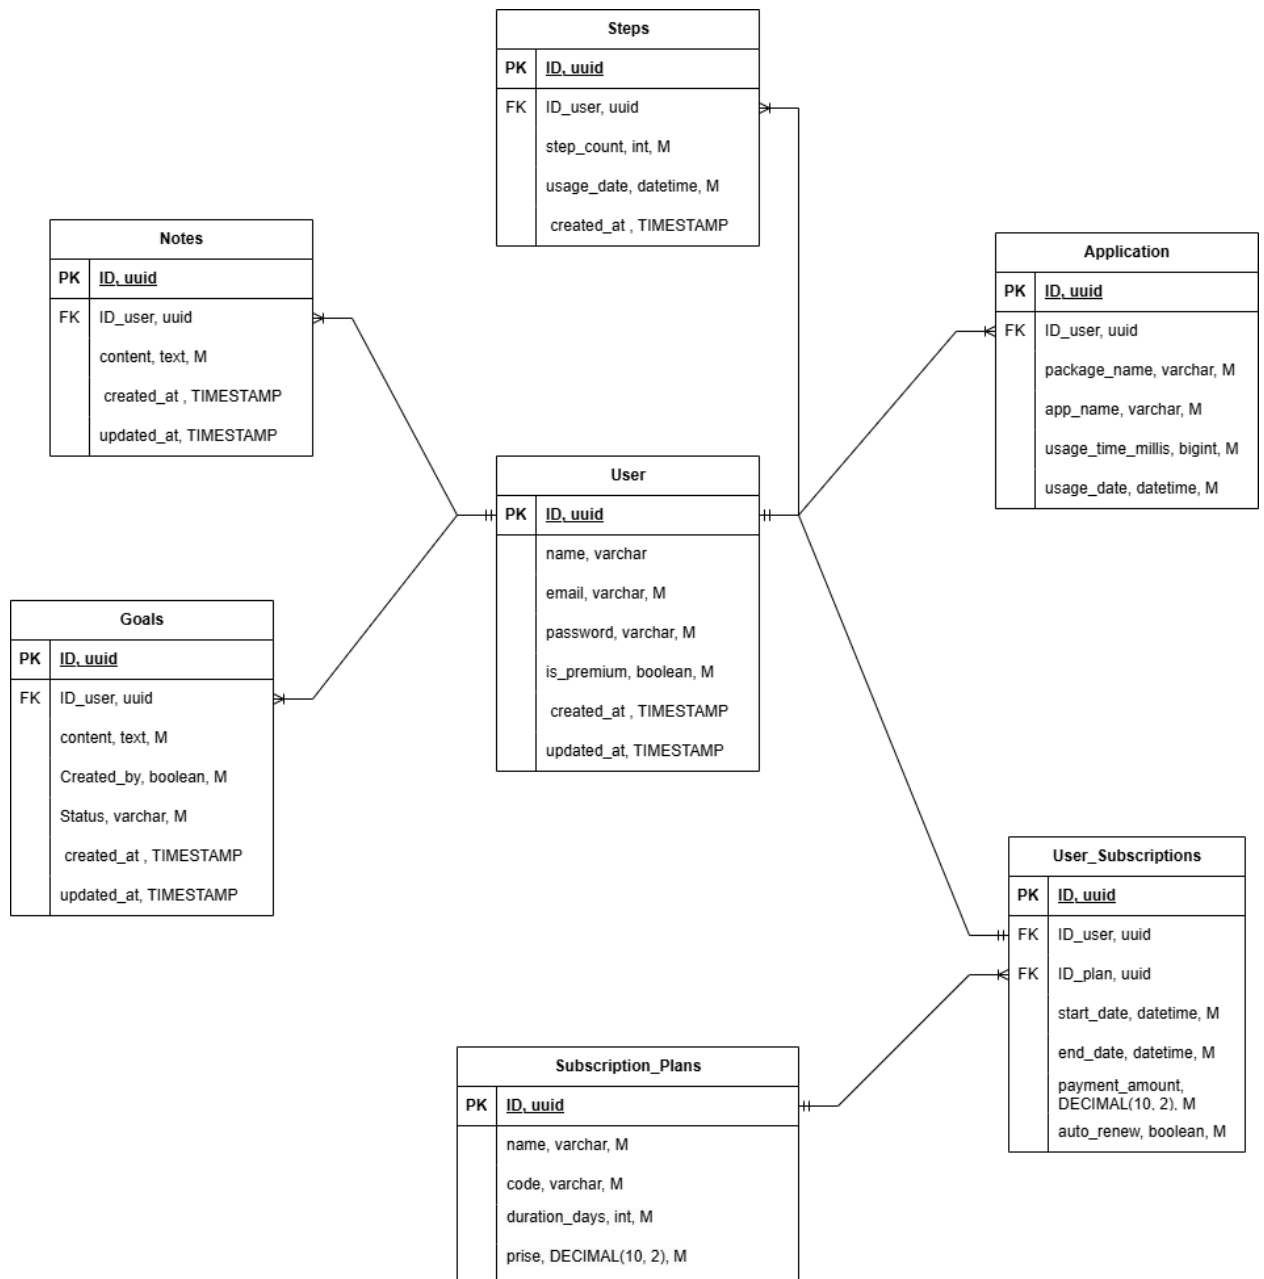 Steps
PK ID, uuid
FK ID_user, uuid
step_count, int, M
usage_date, datetime, M
created_at , TIMESTAMP
Notes
PK ID, uuid
FK ID_user, uuid
content, text, M
created_at , TIMESTAMP
updated_at, TIMESTAMP
Application
PK ID, uuid
FK ID_user, uuid
package_name, varchar, M
app_name, varchar, M
usage_time_millis, bigint, M
usage_date, datetime, M
User
PK ID, uuid
name, varchar
email, varchar, M
password, varchar, M
is_premium, boolean, M
created_at , TIMESTAMP
updated_at, TIMESTAMP
Goals
PK ID, uuid
FK ID_user, uuid
content, text, M
Created_by, boolean, M
Status, varchar, M
created_at , TIMESTAMP
updated_at, TIMESTAMP
User_Subscriptions
PK ID, uuid
FK ID_user, uuid
FK ID_plan, uuid
start_date, datetime, M
end_date, datetime, M
payment_amount,
DECIMAL(10, 2), M
auto_renew, boolean, M
Subscription_Plans
PK ID, uuid
name, varchar, M
code, varchar, M
duration_days, int, M
prise, DECIMAL(10, 2), M